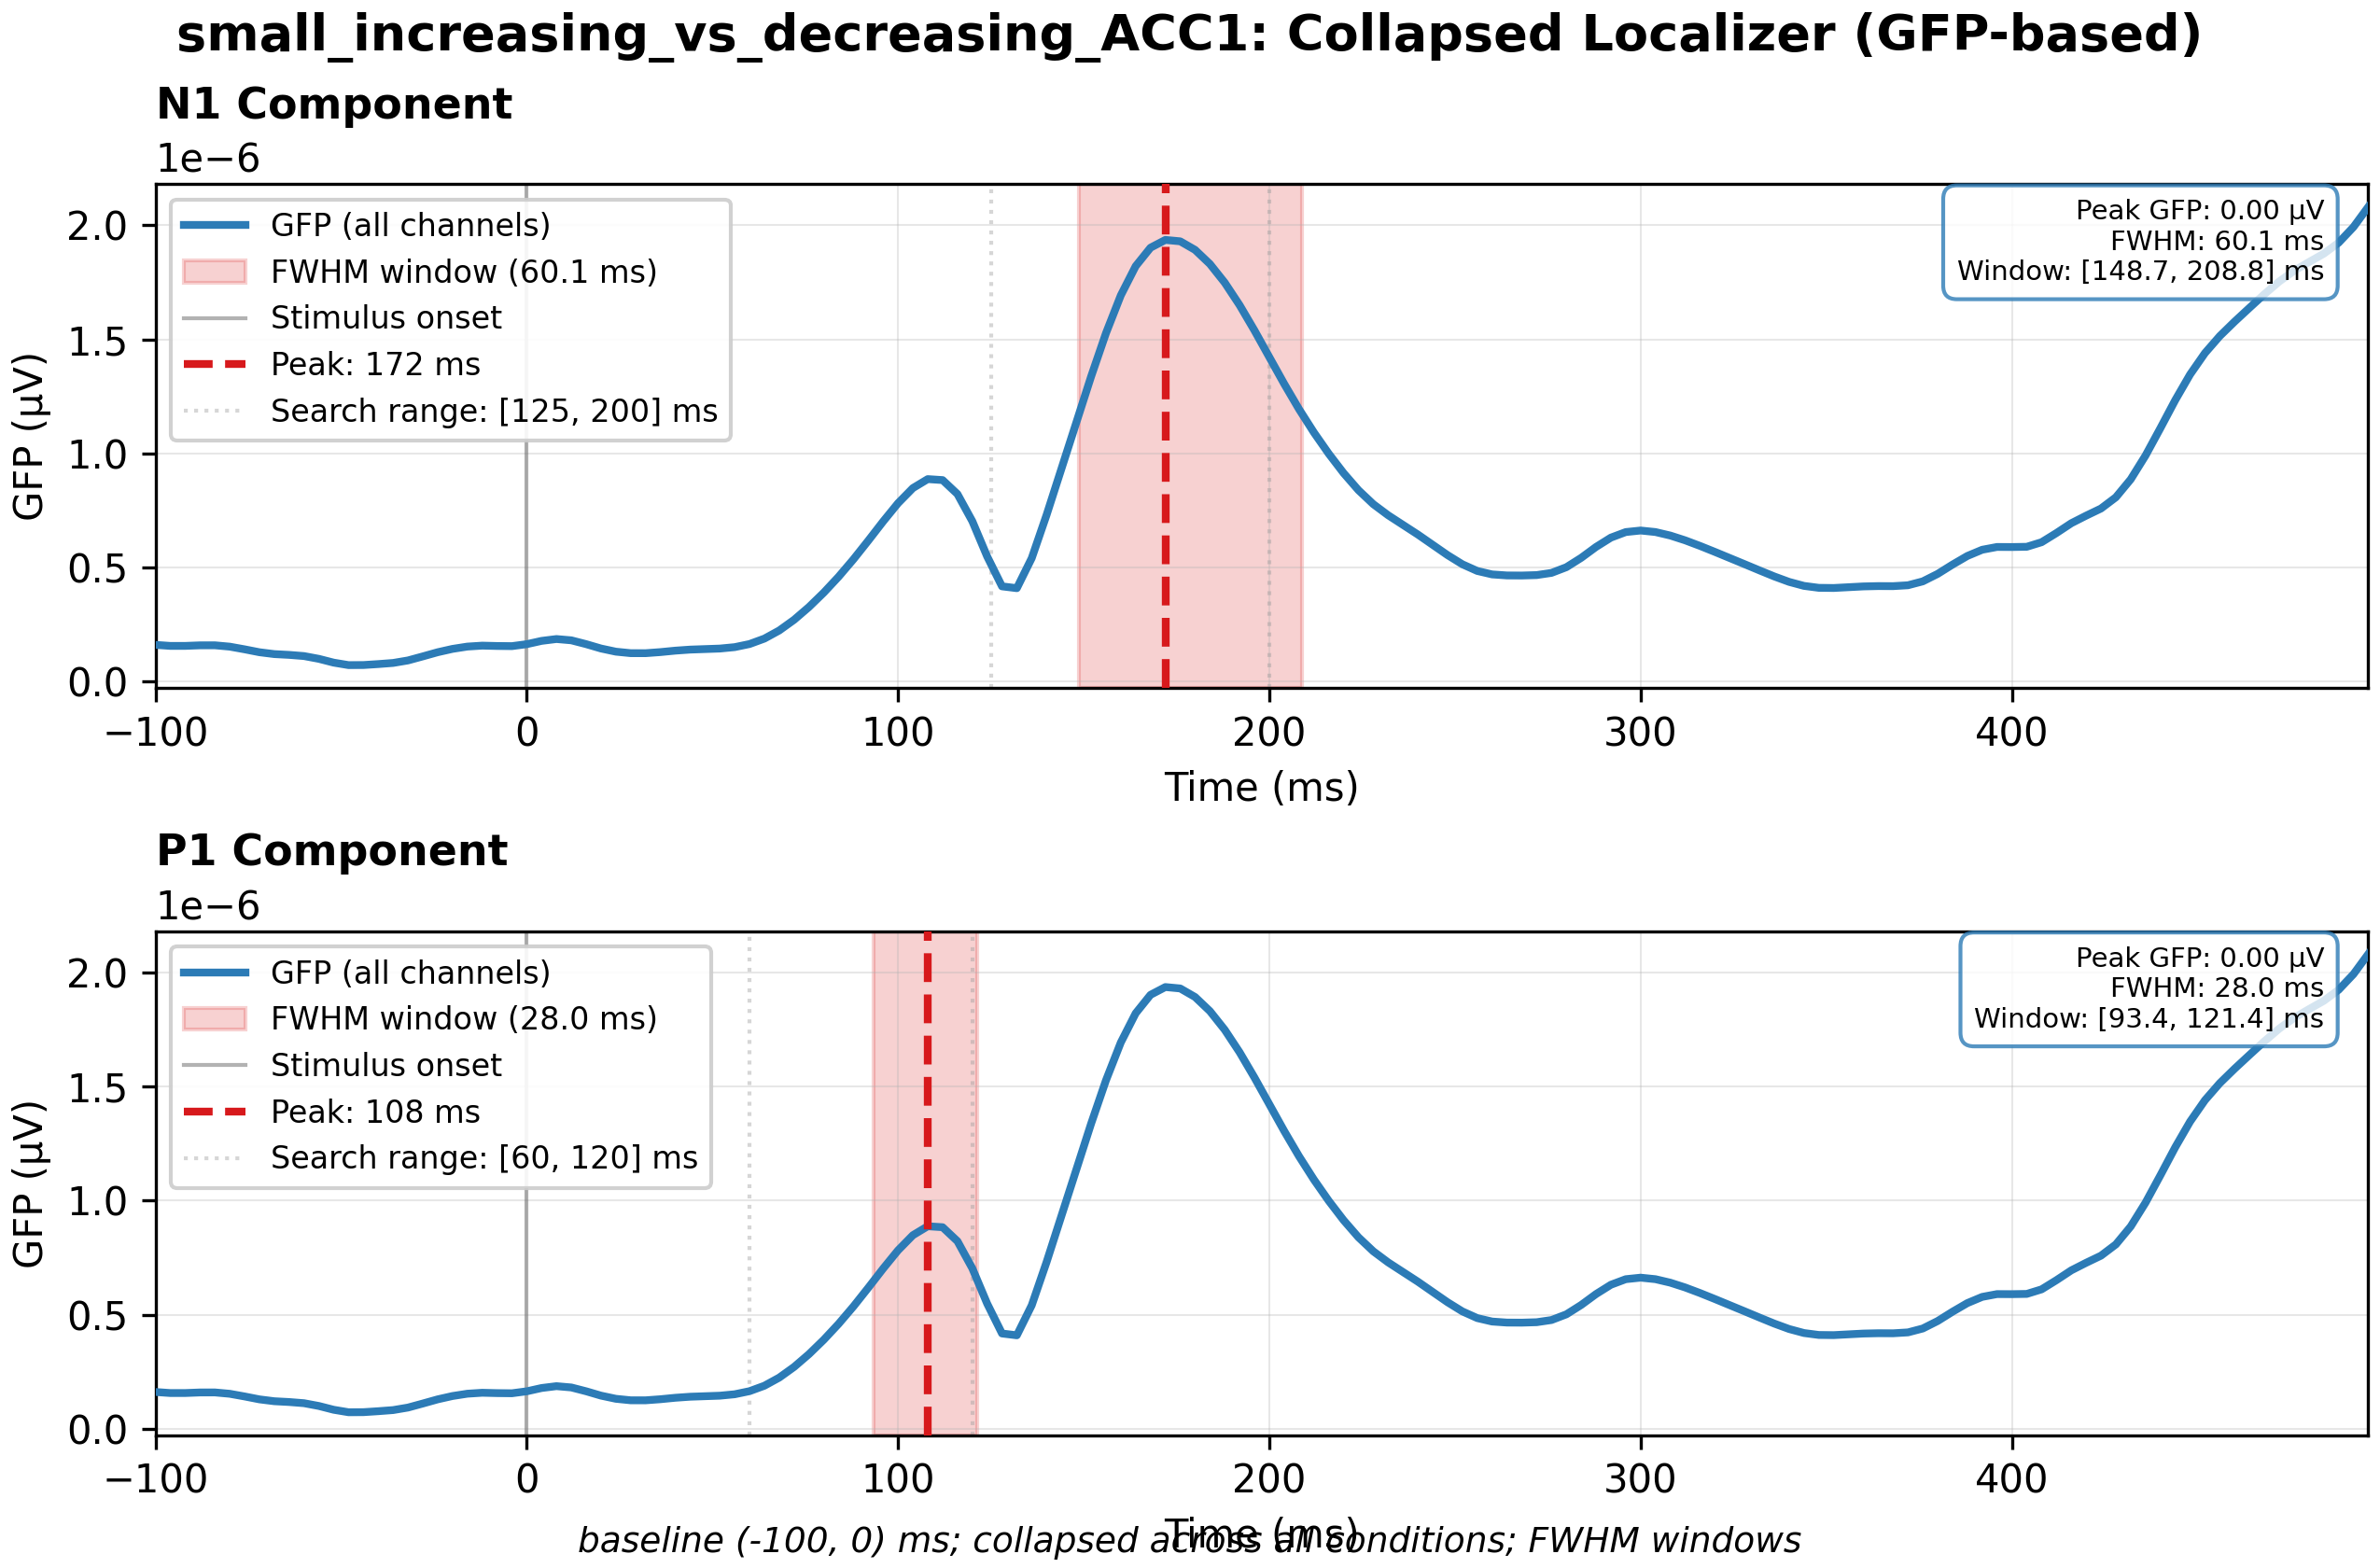 small_increasing_vs_decreasing_ACC1: Collapsed Localizer (GFP-based)
N1 Component
1e−6
GFP (all channels)
FWHM window (60.1 ms)
Stimulus onset
Peak: 172 ms
Search range: [125, 200] ms
Peak GFP: 0.00 μV
FWHM: 60.1 ms
Window: [148.7, 208.8] ms
GFP (μV)
2.0
1.5
1.0
0.5
0.0
−100 0 100 200 300 400
Time (ms)
P1 Component
1e−6
GFP (all channels)
FWHM window (28.0 ms)
Stimulus onset
Peak: 108 ms
Search range: [60, 120] ms
Peak GFP: 0.00 μV
FWHM: 28.0 ms
Window: [93.4, 121.4] ms
GFP (μV)
2.0
1.5
1.0
0.5
0.0
−100 0 100 200 300 400
Time (ms)
baseline (-100, 0) ms; collapsed across all conditions; FWHM windows